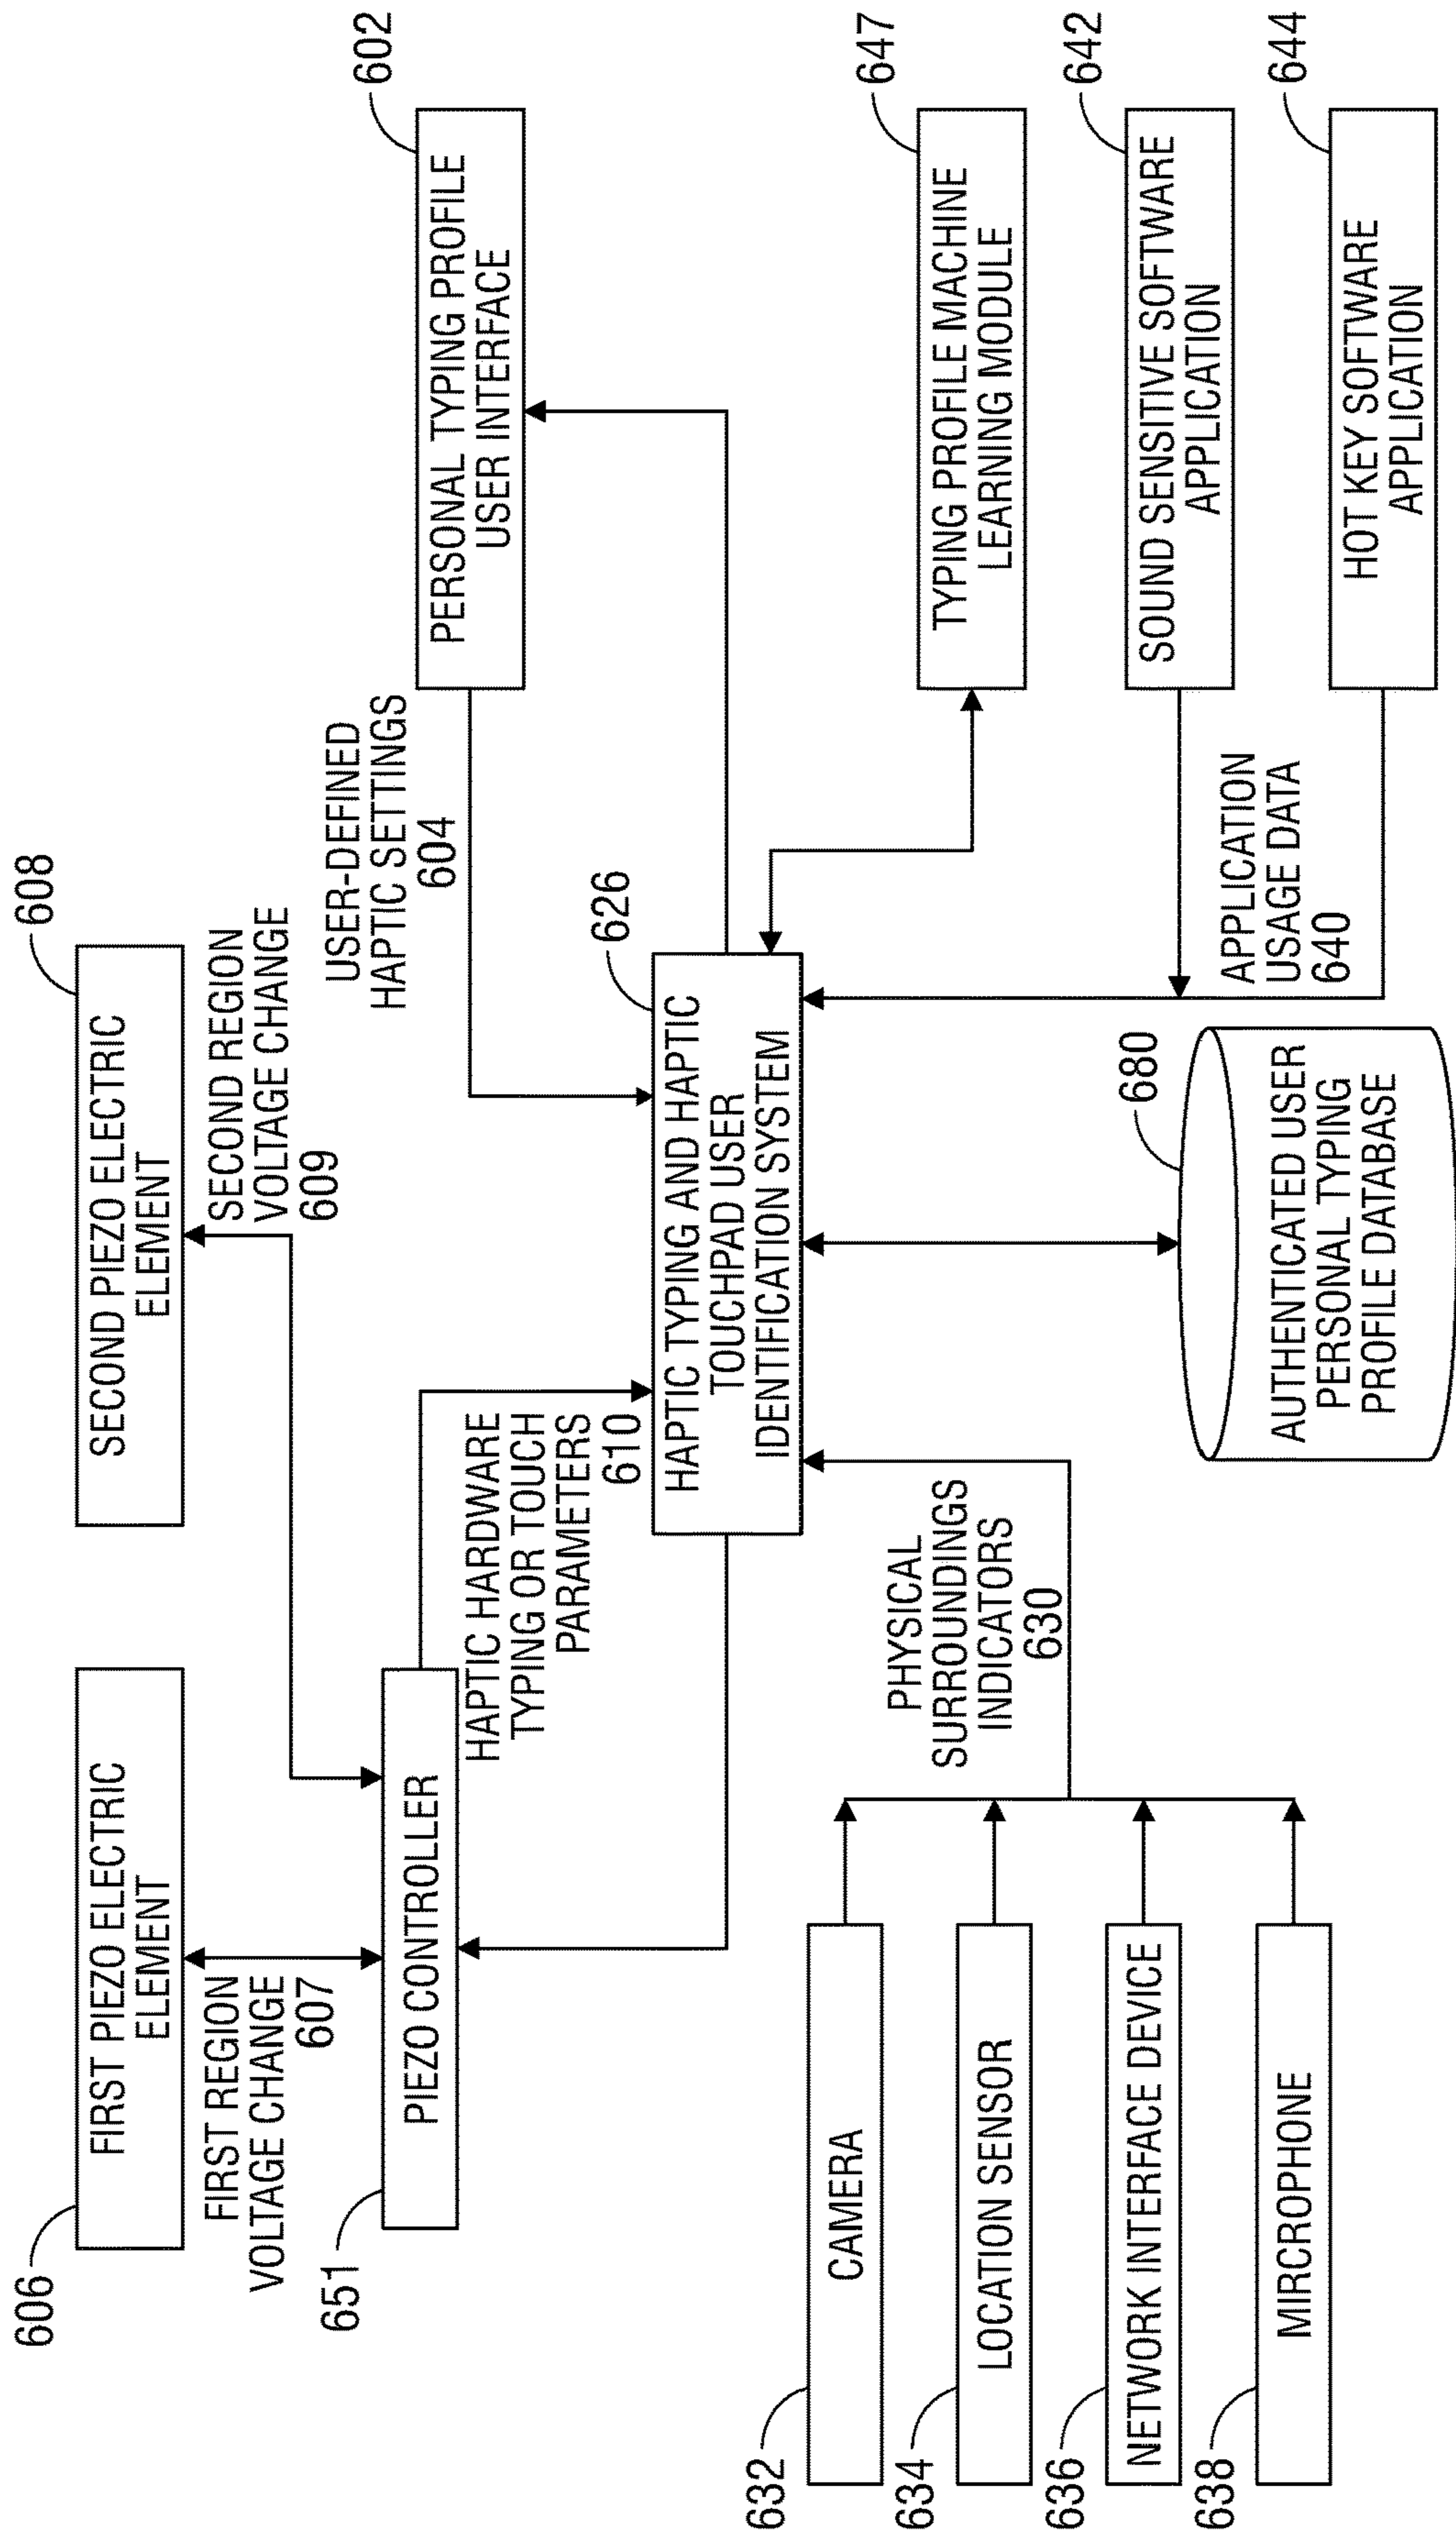 606
FIRST PIEZO ELECTRIC
ELEMENT
608
SECOND PIEZO ELECTRIC
ELEMENT
FIRST REGION
VOLTAGE CHANGE
607
SECOND REGION
VOLTAGE CHANGE
609
651
PIEZO CONTROLLER
USER-DEFINED
HAPTIC SETTINGS
604
602
PERSONAL TYPING PROFILE
USER INTERFACE
HAPTIC HARDWARE
TYPING OR TOUCH
PARAMETERS
610
626
HAPTIC TYPING AND HAPTIC
TOUCHPAD USER
IDENTIFICATION SYSTEM
632
CAMERA
634
LOCATION SENSOR
636
NETWORK INTERFACE DEVICE
638
MIRCROPHONE
PHYSICAL
SURROUNDINGS
INDICATORS
630
680
AUTHENTICATED USER
PERSONAL TYPING
PROFILE DATABASE
APPLICATION
USAGE DATA
640
647
TYPING PROFILE MACHINE
LEARNING MODULE
642
SOUND SENSITIVE SOFTWARE
APPLICATION
644
HOT KEY SOFTWARE
APPLICATION